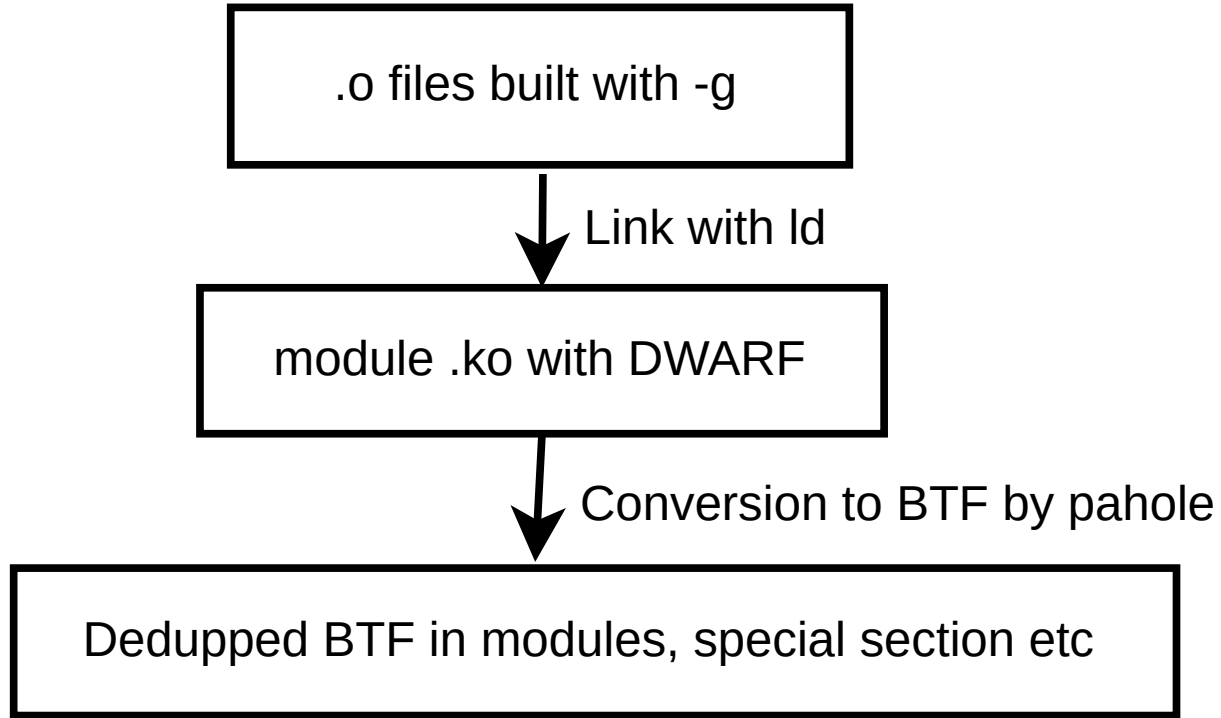 .o files built with -g
Link with ld
module .ko with DWARF
Conversion to BTF by pahole
Dedupped BTF in modules, special section etc